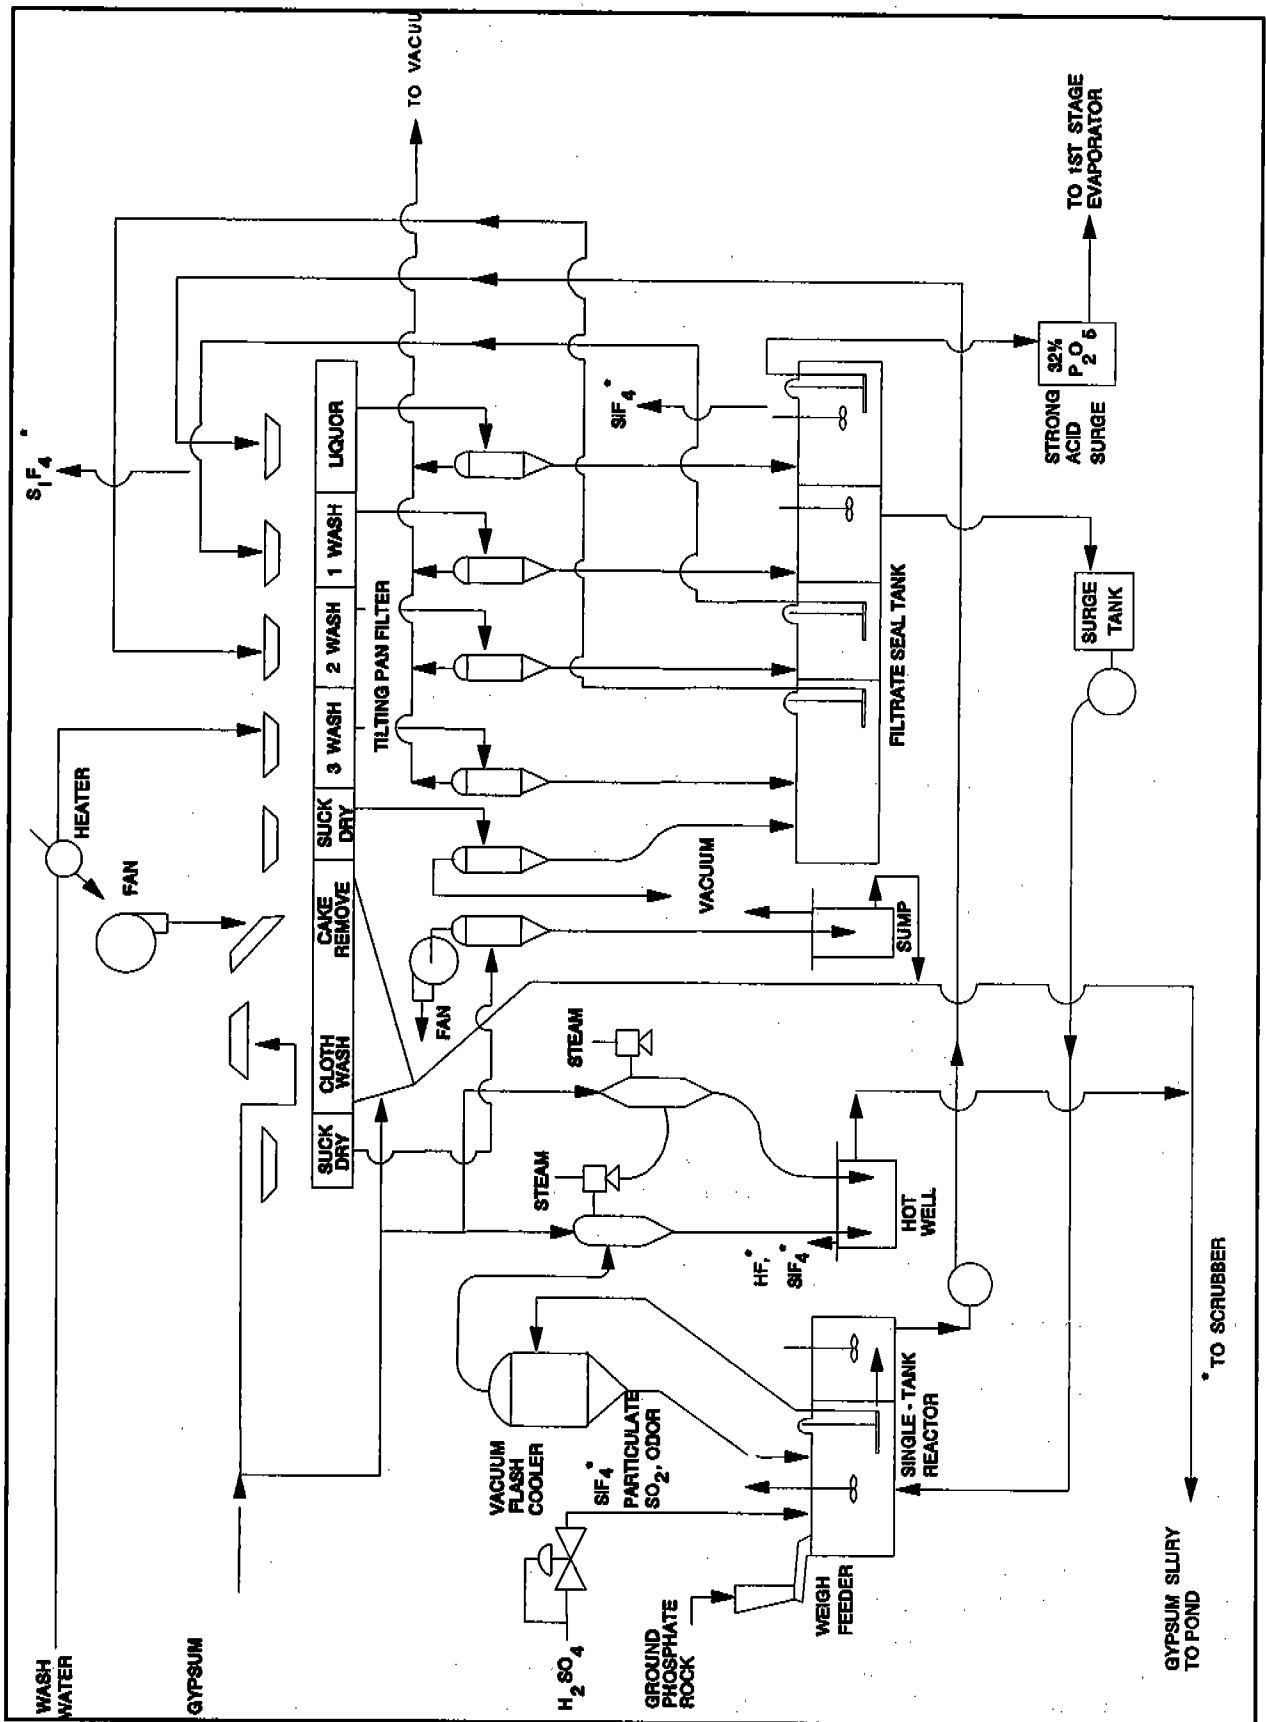 WASH
WATER
HEATER
FAN
GYPSUM
S F *
I 4
TO VACUU
SUCK
DRY
CLOTH
WASH
CAKE
REMOVE
SUCK
DRY
3 WASH
2 WASH
1 WASH
LIQUOR
TILTING PAN FILTER
FAN
STEAM
STEAM
VACUUM
FLASH
COOLER
H2SO4
SIF4*
PARTICULATE
SO2, ODOR
GROUND
PHOSPHATE
ROCK
WEIGH
FEEDER
SINGLE - TANK
REACTOR
HF,*
SIF4*
HOT
WELL
VACUUM
SUMP
FILTRATE SEAL TANK
SIF4*
STRONG
ACID
SURGE
32%
P2O5
TO 1ST STAGE
EVAPORATOR
SURGE
TANK
GYPSUM SLURY
TO POND
* TO SCRUBBER